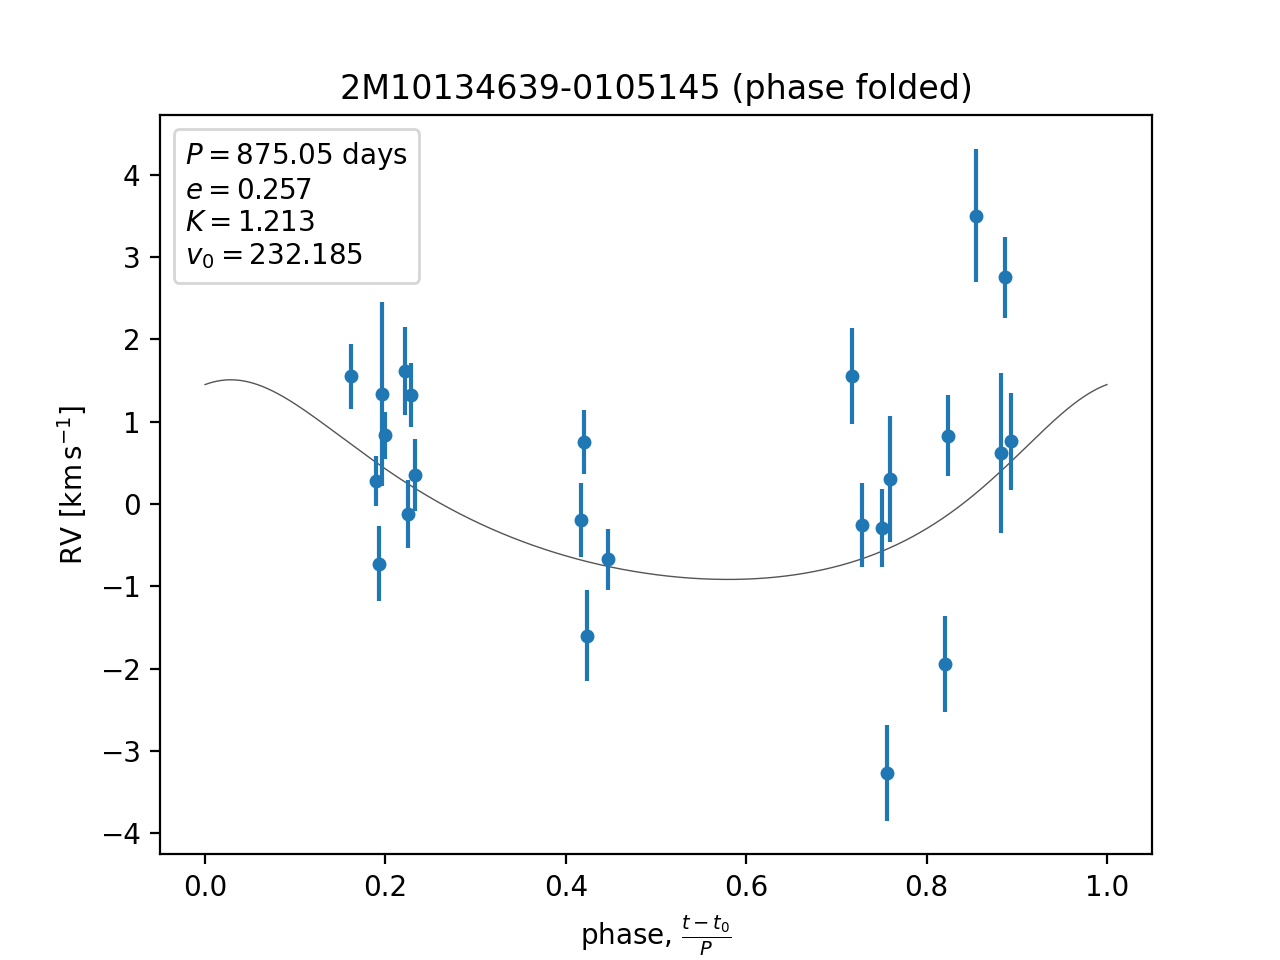 2M10134639-0105145 (phase folded)
P = 875.05 days
e = 0.257
K = 1.213
v₀ = 232.185
4
3
2
1
0
−1
−2
−3
−4
RV [km s⁻¹]
0.0 0.2 0.4 0.6 0.8 1.0
phase, (t − t₀)/P